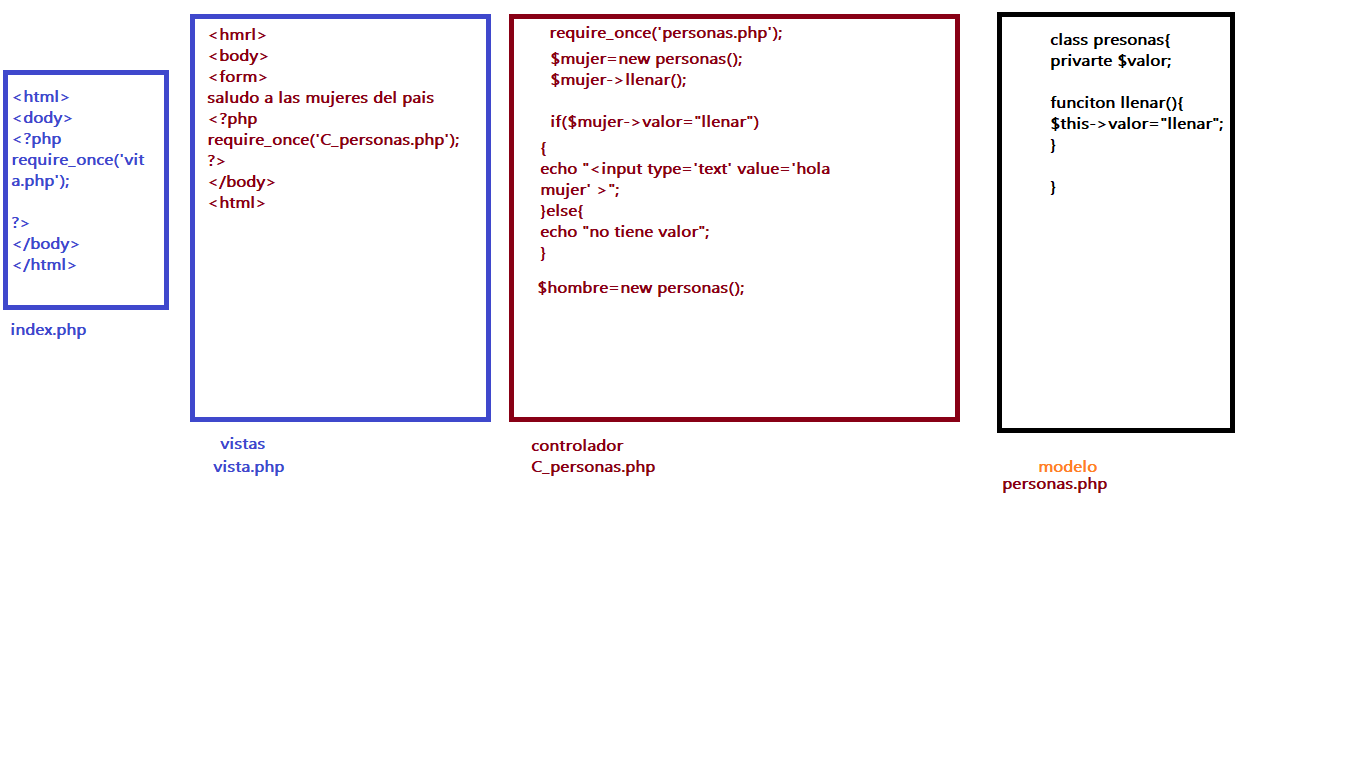 <html>
<dody>
<?php
require_once('vit
a.php');
?>
</body>
</html>
index.php
<hmrl>
<body>
<form>
saludo a las mujeres del pais
<?php
require_once('C_personas.php');
?>
</body>
<html>
vistas
vista.php
require_once('personas.php');
$mujer=new personas();
$mujer->llenar();
if($mujer->valor="llenar")
{
echo "<input type='text' value='hola
mujer' >";
}else{
echo "no tiene valor";
}
$hombre=new personas();
controlador
C_personas.php
class presonas{
privarte $valor;
funciton llenar(){
$this->valor="llenar";
}
}
modelo
personas.php